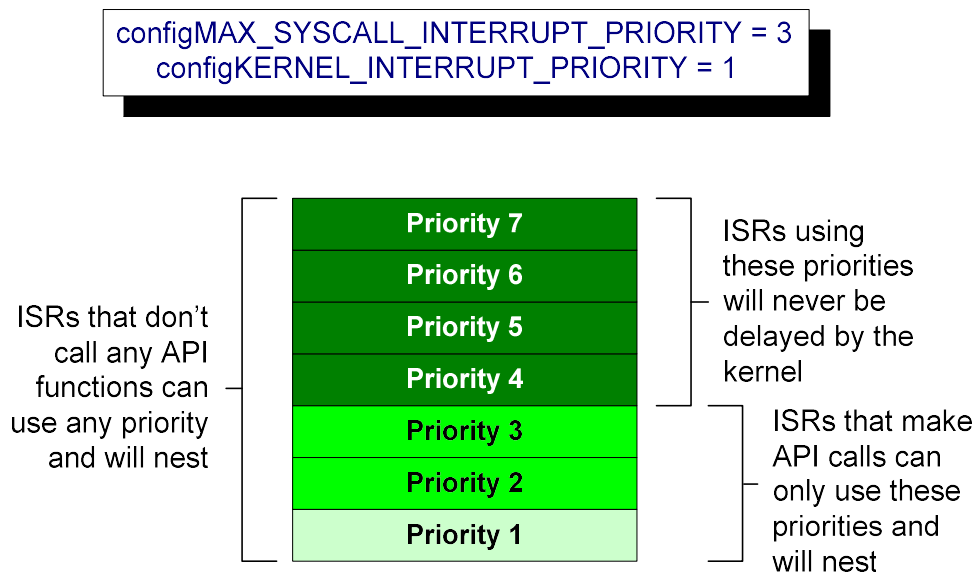 configMAX_SYSCALL_INTERRUPT_PRIORITY = 3
configKERNEL_INTERRUPT_PRIORITY = 1
ISRs that don't
call any API
functions can
use any priority
and will nest
Priority 7
Priority 6
Priority 5
Priority 4
Priority 3
Priority 2
Priority 1
ISRs using
these priorities
will never be
delayed by the
kernel
ISRs that make
API calls can
only use these
priorities and
will nest